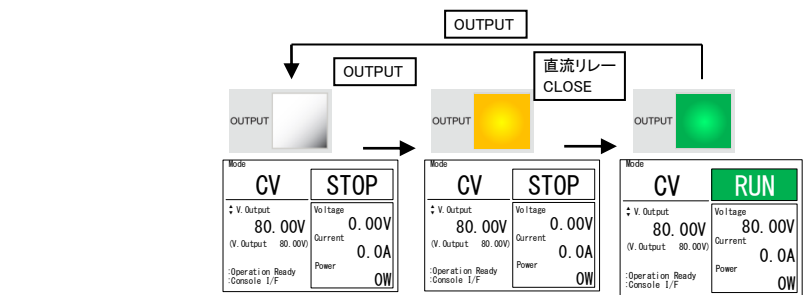 OUTPUT
OUTPUT
直流リレー
CLOSE
OUTPUT
OUTPUT
OUTPUT
Mode
CV
STOP
V. Output
80. 00V
(V. Output 80. 00V)
:Operation Ready
:Console I/F
Voltage
0. 00V
Current
0. 0A
Power
0W
Mode
CV
STOP
V. Output
80. 00V
(V. Output 80. 00V)
:Operation Ready
:Console I/F
Voltage
0. 00V
Current
0. 0A
Power
0W
Mode
CV
RUN
V. Output
80. 00V
(V. Output 80. 00V)
:Operation Ready
:Console I/F
Voltage
80. 00V
Current
0. 0A
Power
0W